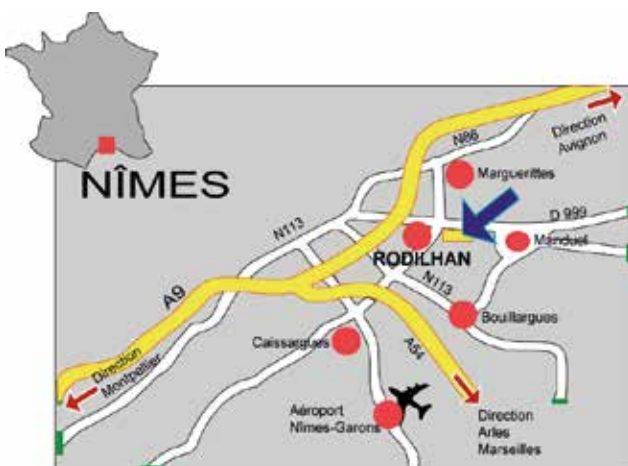 NÎMES
Direction
Avignon
N86
Marguerittes
D 999
N113
Manduel
RODILHAN
N113
A9
Bouillargues
Direction
Montpellier
Caissargues
A54
Aéroport
Nîmes-Garons
Direction
Arles
Marseilles